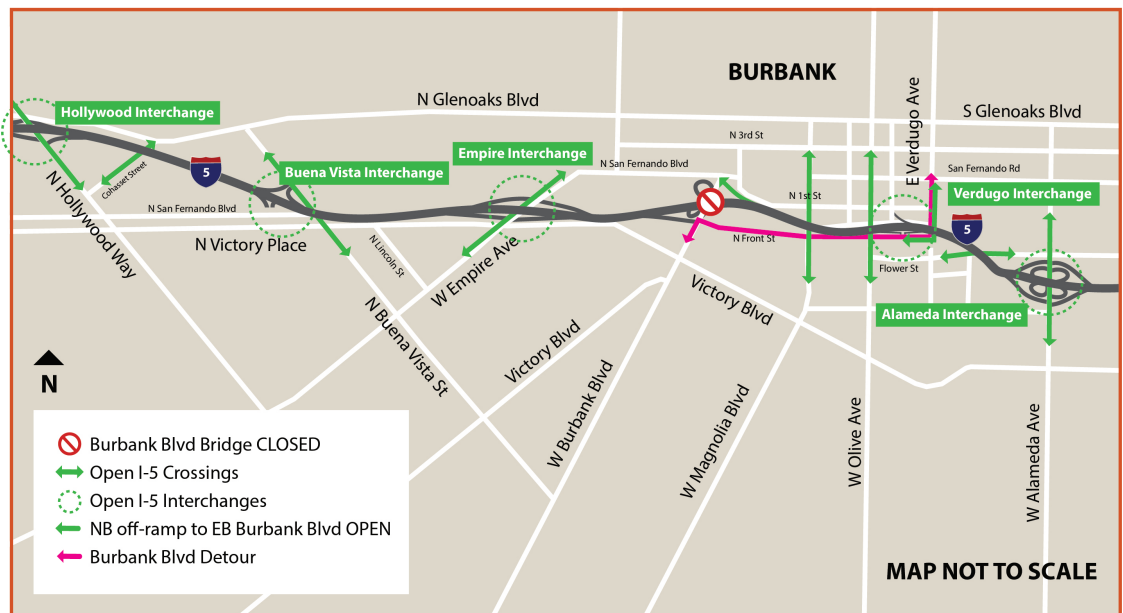 BURBANK
Hollywood Interchange
N Glenoaks Blvd
S Glenoaks Blvd
E Verdugo Ave
N 3rd St
Empire Interchange
Buena Vista Interchange
N San Fernando Blvd
San Fernando Rd
Cohasset Street
5
Verdugo Interchange
N 1st St
N Hollywood Way
N San Fernando Blvd
N Victory Place
N Lincoln St
W Empire Ave
N Front St
5
Flower St
Victory Blvd
Alameda Interchange
N Buena Vista St
Victory Blvd
W Burbank Blvd
W Magnolia Blvd
W Olive Ave
W Alameda Ave
N
Burbank Blvd Bridge CLOSED
Open I-5 Crossings
Open I-5 Interchanges
NB off-ramp to EB Burbank Blvd OPEN
Burbank Blvd Detour
MAP NOT TO SCALE